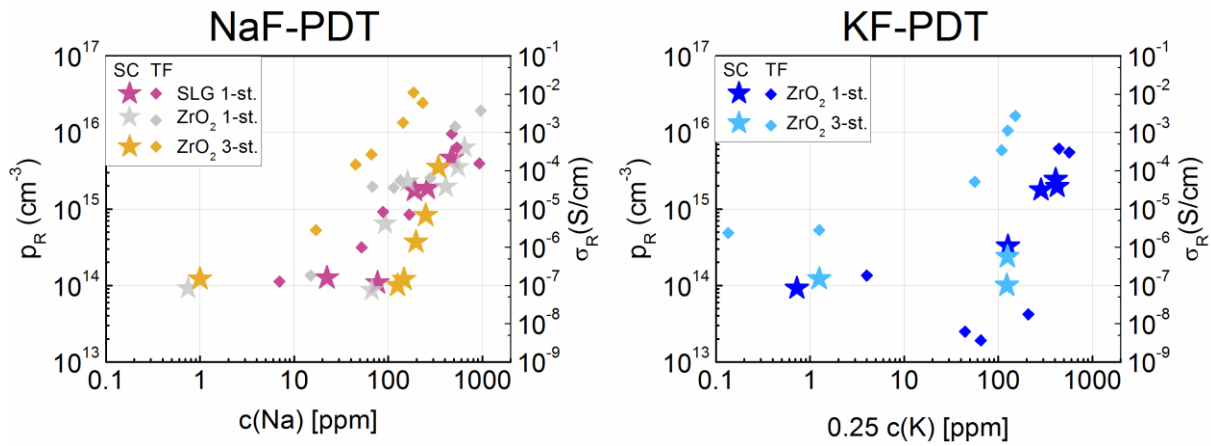 NaF-PDT
10^17
10^16
10^15
10^14
10^13
p_R (cm^-3)
SC TF
SLG 1-st.
ZrO_2 1-st.
ZrO_2 3-st.
10^-1
10^-2
10^-3
10^-4
10^-5
10^-6
10^-7
10^-8
10^-9
σ_R(S/cm)
0.1 1 10 100 1000
c(Na) [ppm]
KF-PDT
10^17
10^16
10^15
10^14
10^13
p_R (cm^-3)
SC TF
ZrO_2 1-st.
ZrO_2 3-st.
10^-1
10^-2
10^-3
10^-4
10^-5
10^-6
10^-7
10^-8
10^-9
σ_R(S/cm)
0.1 1 10 100 1000
0.25 c(K) [ppm]